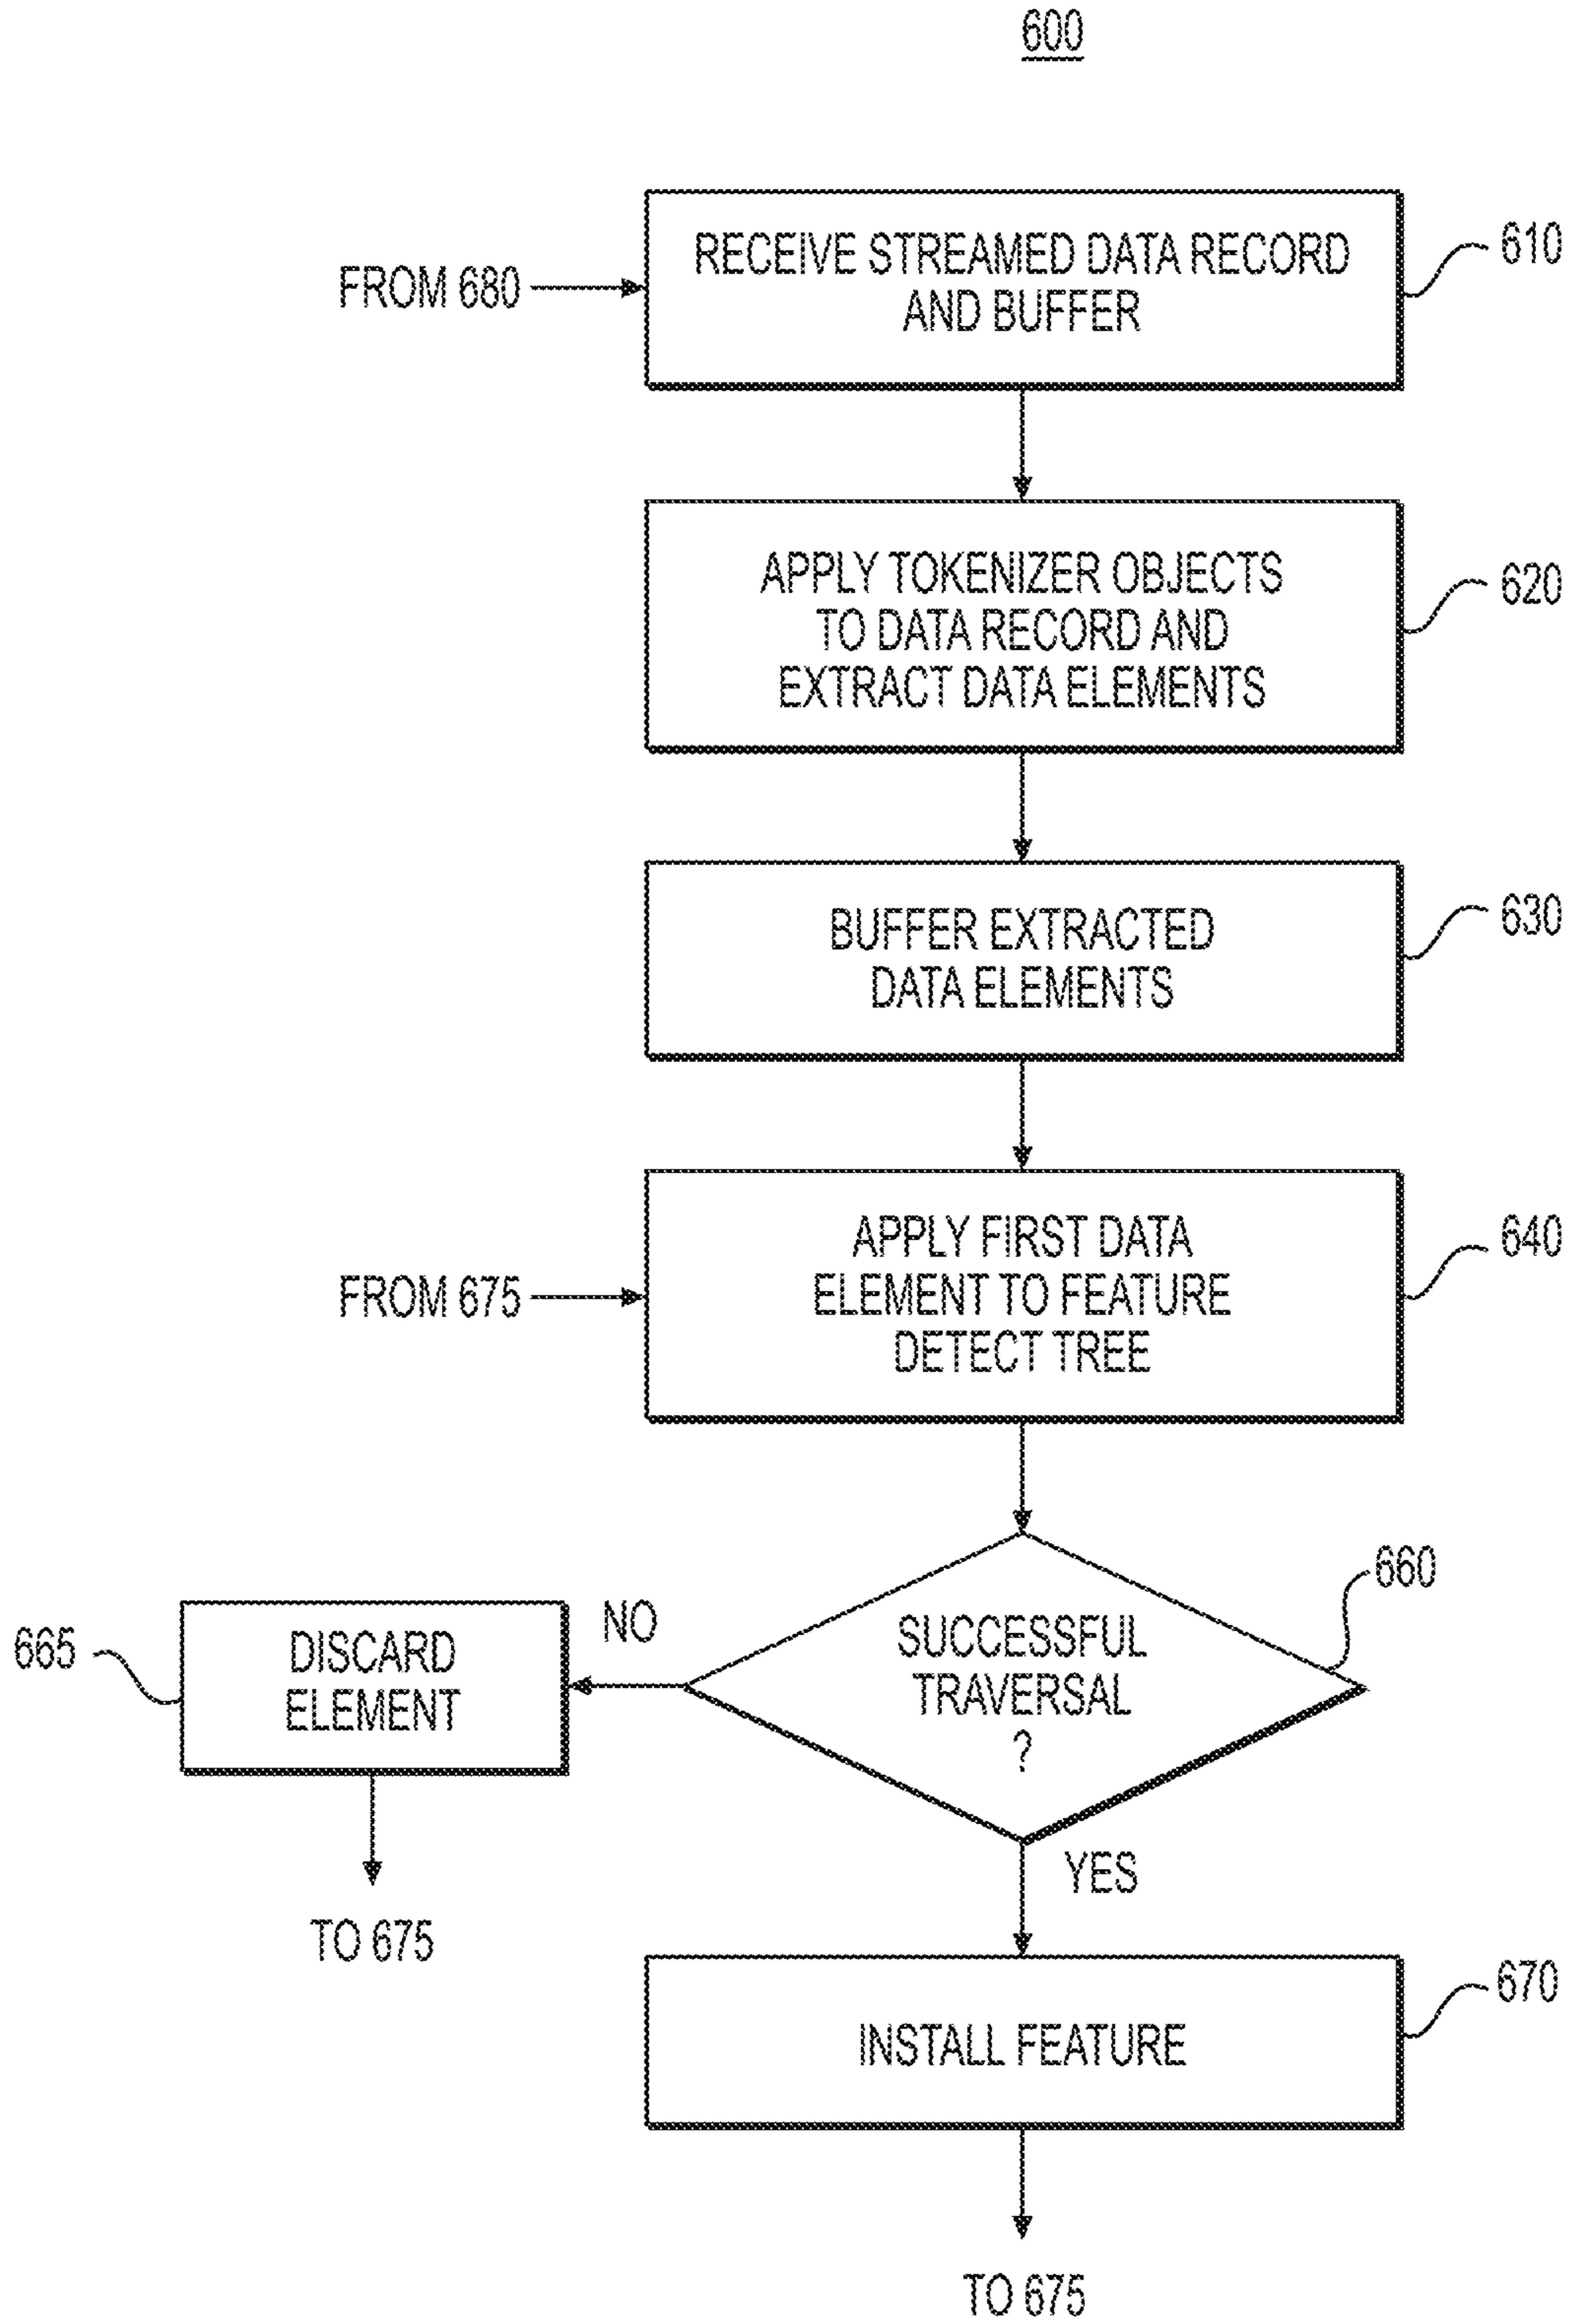 600
RECEIVE STREAMED DATA RECORD
AND BUFFER
610
FROM 680
APPLY TOKENIZER OBJECTS
TO DATA RECORD AND
EXTRACT DATA ELEMENTS
620
BUFFER EXTRACTED
DATA ELEMENTS
630
APPLY FIRST DATA
ELEMENT TO FEATURE
DETECT TREE
640
FROM 675
SUCCESSFUL
TRAVERSAL
?
660
NO
DISCARD
ELEMENT
665
TO 675
YES
INSTALL FEATURE
670
TO 675